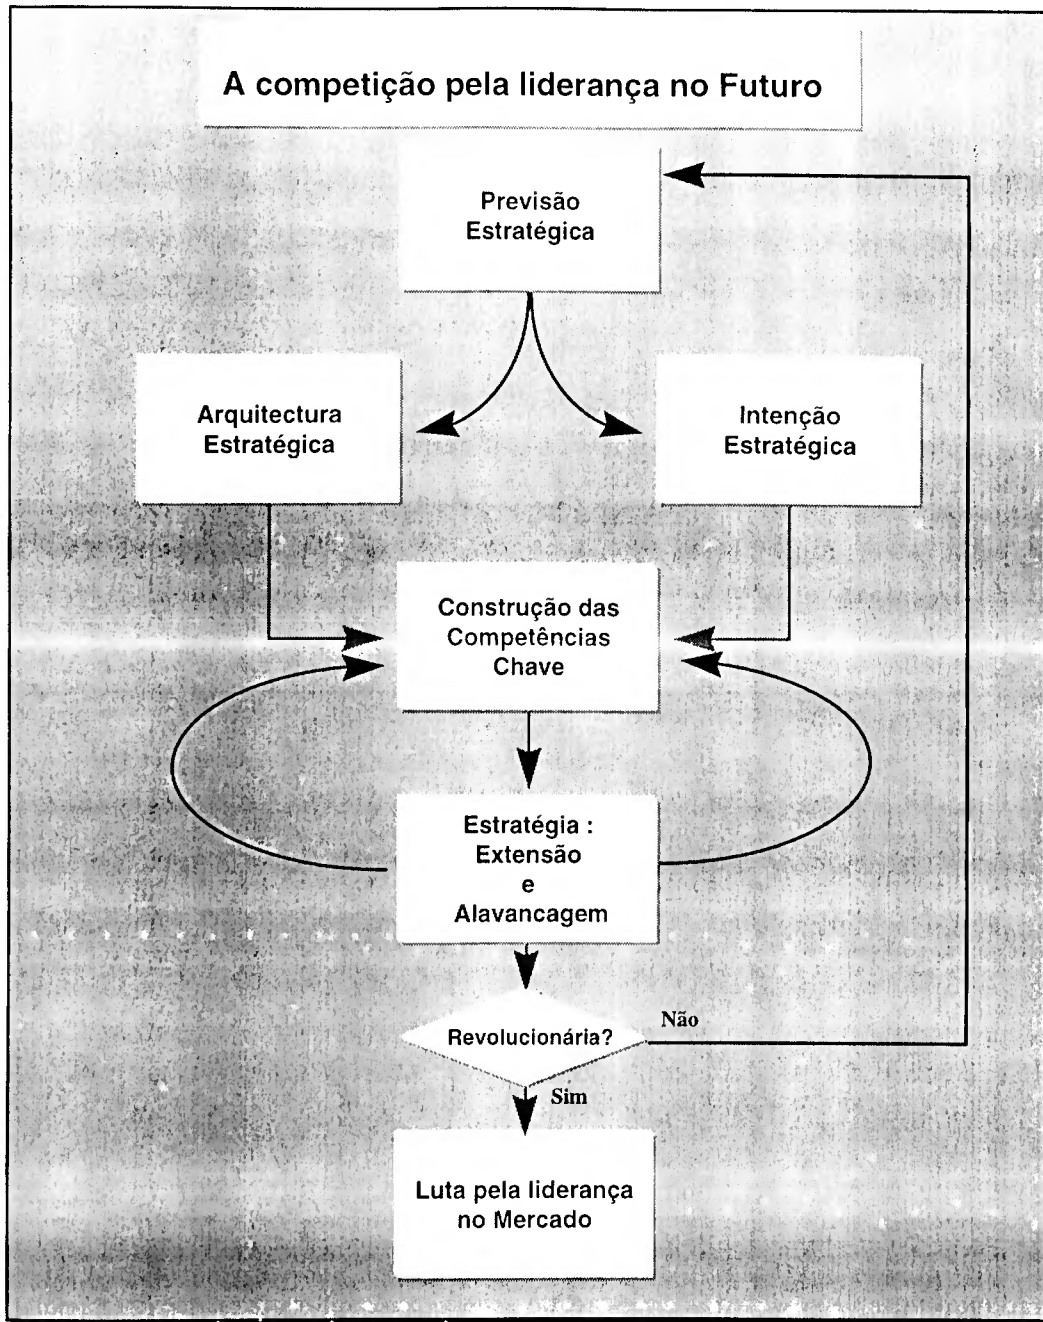 A competição pela liderança no Futuro
Previsão
Estratégica
Arquitectura
Estratégica
Intenção
Estratégica
Construção das
Competências
Chave
Estratégia :
Extensão
e
Alavancagem
Revolucionária?
Não
Sim
Luta pela liderança
no Mercado